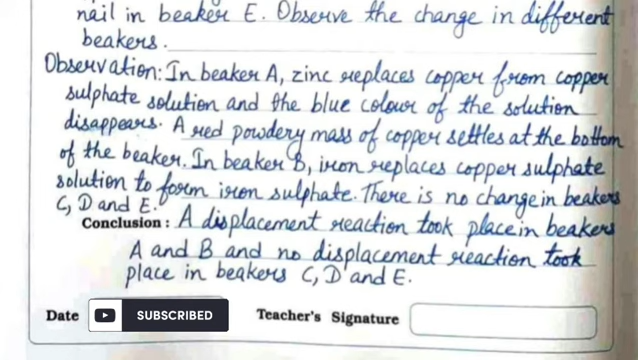 nail in beaker E. Observe the change in different
beakers.
Observation: In beaker A, zinc replaces copper from copper
sulphate solution and the blue colour of the solution
disappears. A red powdery mass of copper settles at the bottom
of the beaker. In beaker B, iron replaces copper sulphate
solution to form iron sulphate. There is no change in beakers
C, D and E.
Conclusion : A displacement reaction took place in beakers
A and B and no displacement reaction took
place in beakers C, D and E.
Date SUBSCRIBED Teacher's Signature